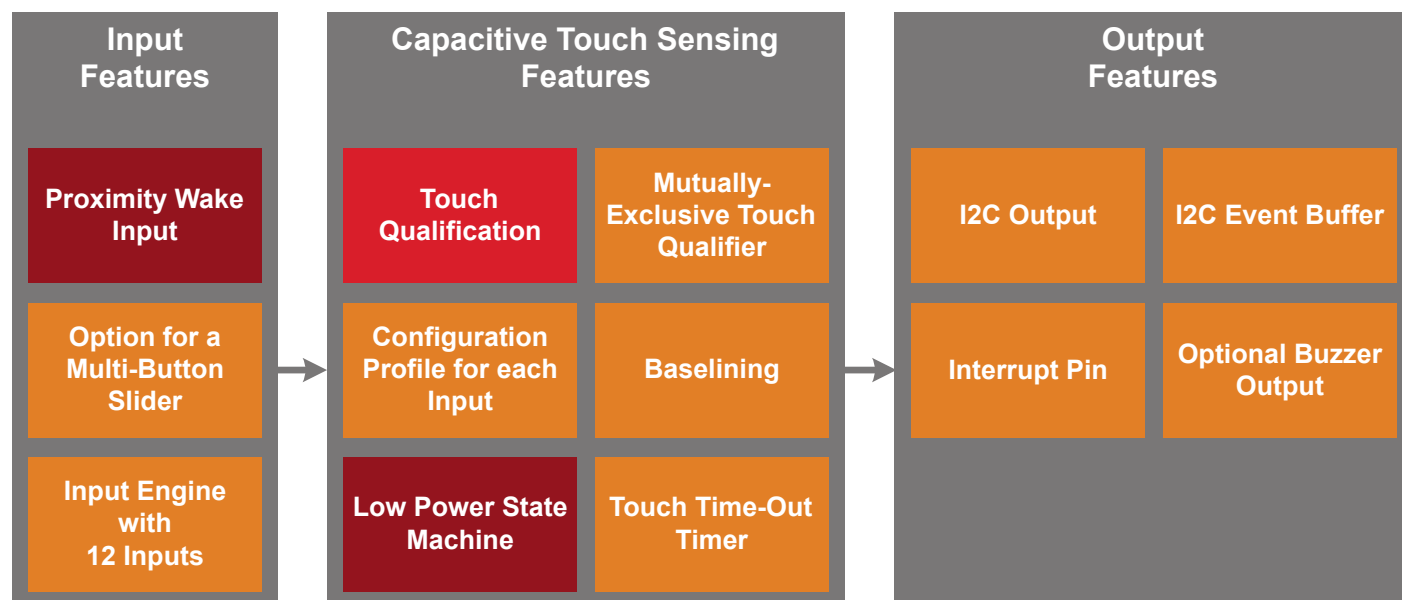 Input
Features
Proximity Wake
Input
Option for a
Multi-Button
Slider
Input Engine
with
12 Inputs
Capacitive Touch Sensing
Features
Touch
Qualification
Mutually-
Exclusive Touch
Qualifier
Configuration
Profile for each
Input
Baselining
Low Power State
Machine
Touch Time-Out
Timer
Output
Features
I2C Output
I2C Event Buffer
Interrupt Pin
Optional Buzzer
Output